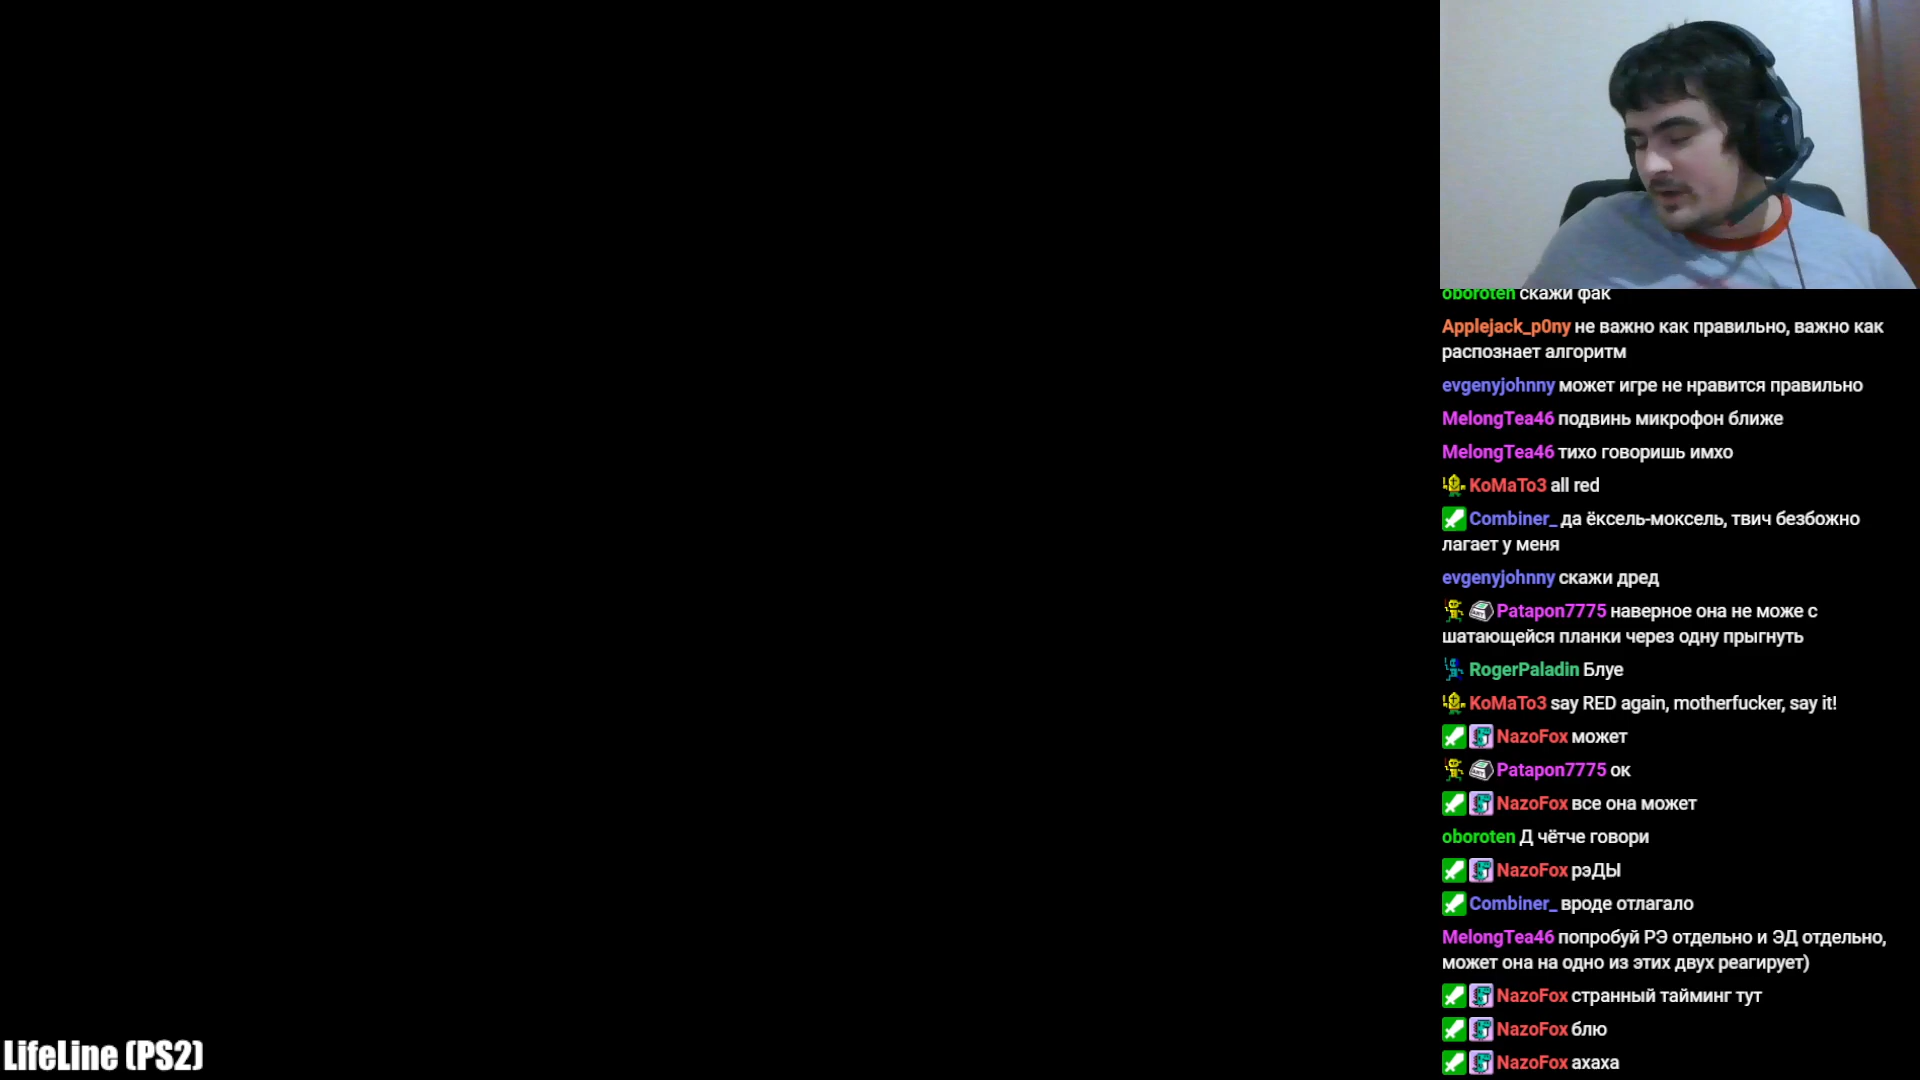 oboroten скажи фак
Applejack_p0ny не важно как правильно, важно как
распознает алгоритм
evgenyjohnny может игре не нравится правильно
MelongTea46 подвинь микрофон ближе
MelongTea46 тихо говоришь имхо
KoMaTo3 all red
Combiner_ да ёксель-моксель, твич безбожно
лагает у меня
evgenyjohnny скажи дред
Patapon7775 наверное она не може с
шатающейся планки через одну прыгнуть
RogerPaladin Блуе
KoMaTo3 say RED again, motherfucker, say it!
NazoFox может
Patapon7775 ок
NazoFox все она может
oboroten Д чётче говори
NazoFox рэДЫ
Combiner_ вроде отлагало
MelongTea46 попробуй РЭ отдельно и ЭД отдельно,
может она на одно из этих двух реагирует)
NazoFox странный тайминг тут
NazoFox блю
NazoFox ахаха
LifeLine (PS2)